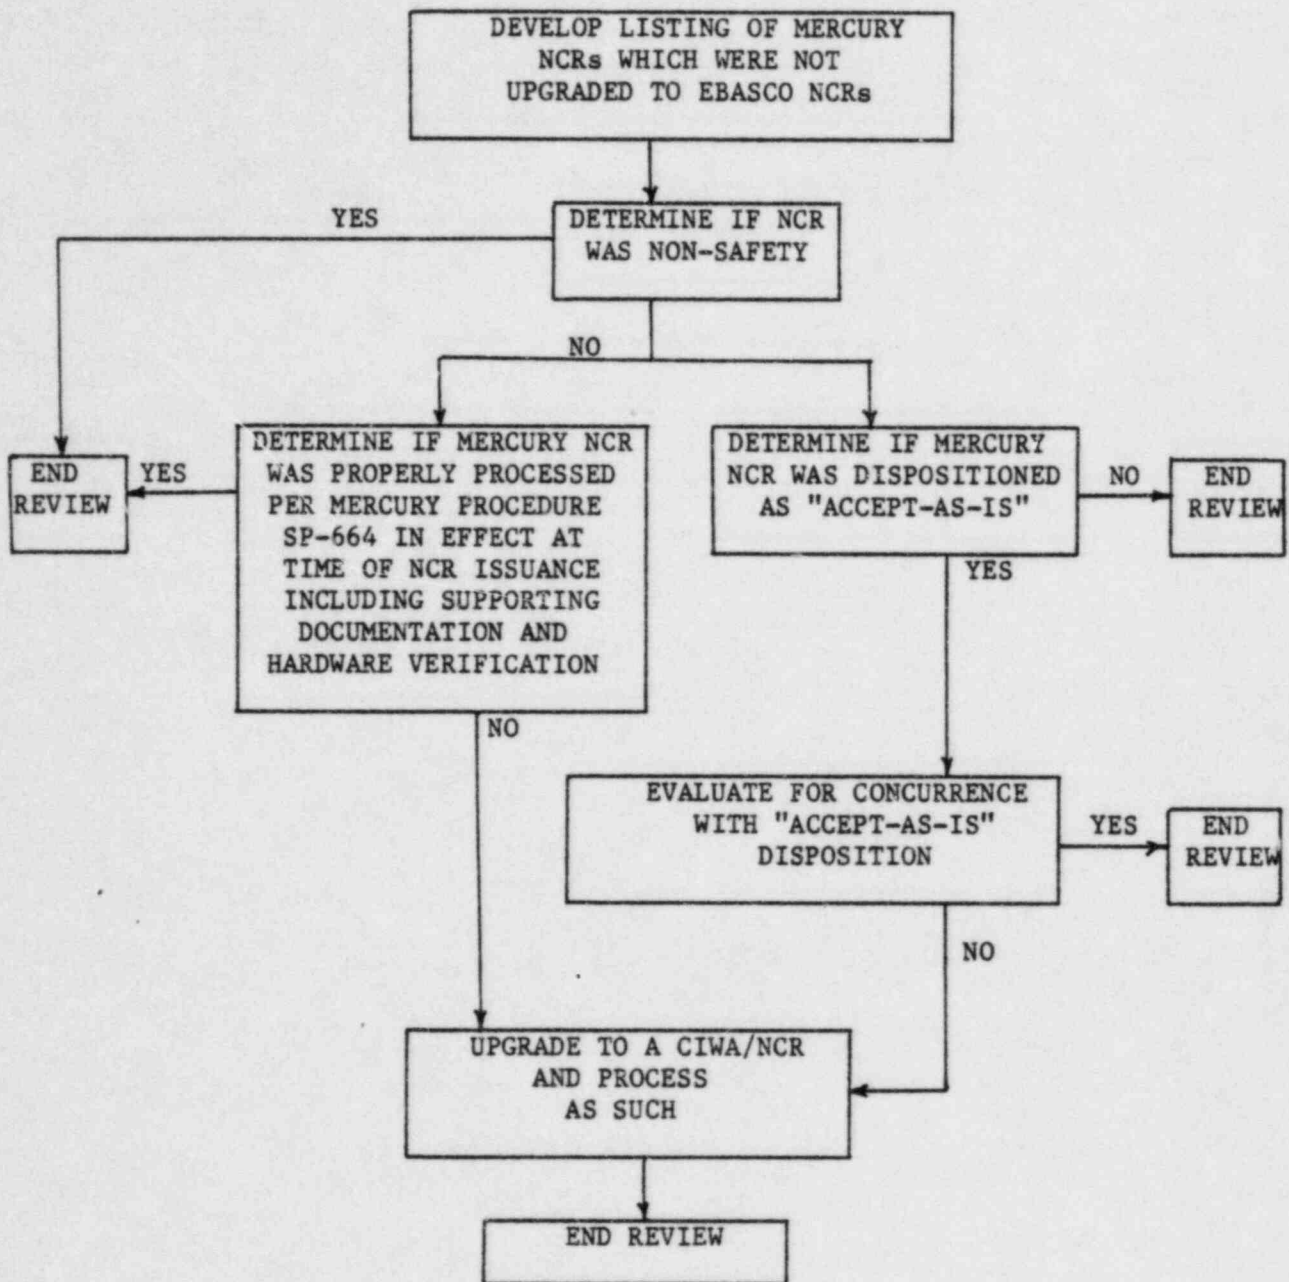 DEVELOP LISTING OF MERCURY
NCRs WHICH WERE NOT
UPGRADED TO EBASCO NCRs
YES
DETERMINE IF NCR
WAS NON-SAFETY
NO
DETERMINE IF MERCURY NCR
WAS PROPERLY PROCESSED
PER MERCURY PROCEDURE
SP-664 IN EFFECT AT
TIME OF NCR ISSUANCE
INCLUDING SUPPORTING
DOCUMENTATION AND
HARDWARE VERIFICATION
YES
END
REVIEW
DETERMINE IF MERCURY
NCR WAS DISPOSITIONED
AS "ACCEPT-AS-IS"
NO
END
REVIEW
YES
NO
EVALUATE FOR CONCURRENCE
WITH "ACCEPT-AS-IS"
DISPOSITION
YES
END
REVIEW
NO
UPGRADE TO A CIWA/NCR
AND PROCESS
AS SUCH
END REVIEW